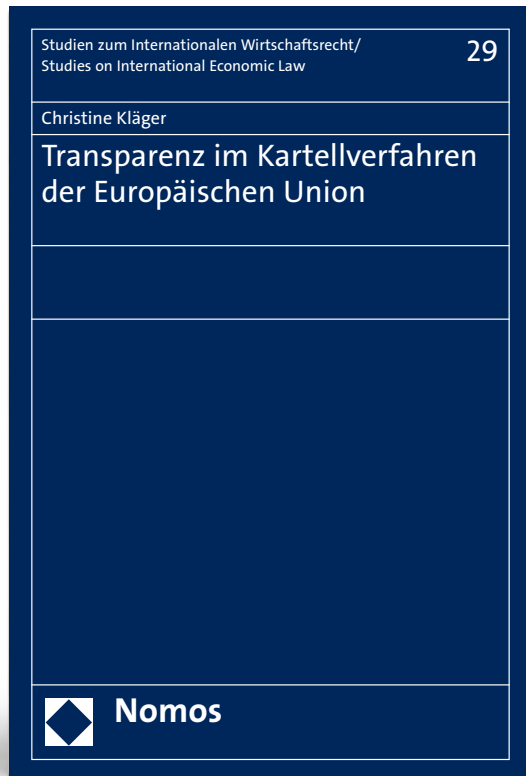 Studien zum Internationalen Wirtschaftsrecht/
Studies on International Economic Law
29
Christine Kläger
Transparenz im Kartellverfahren
der Europäischen Union
Nomos